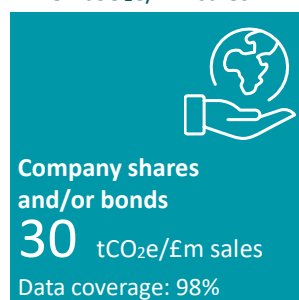 Company shares
and/or bonds
30 tCO₂e/£m sales
Data coverage: 98%